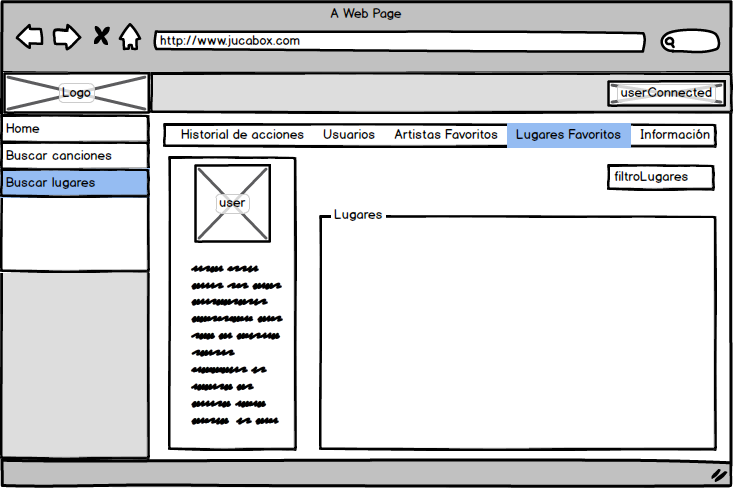 A Web Page
http://www.jucabox.com
Logo
userConnected
Home
Buscar canciones
Buscar lugares
Historial de acciones
Usuarios
Artistas Favoritos
Lugares Favoritos
Información
user
filtroLugares
Lugares